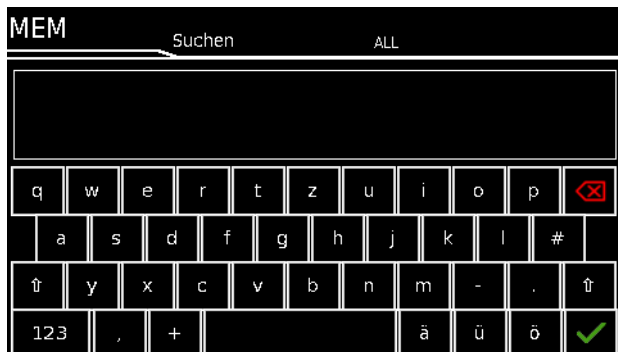 MEM
Suchen ALL
q w e r t z u i o p
a s d f g h j k l #
⇧ y x c v b n m - . ⇧
123 , + ä ü ö